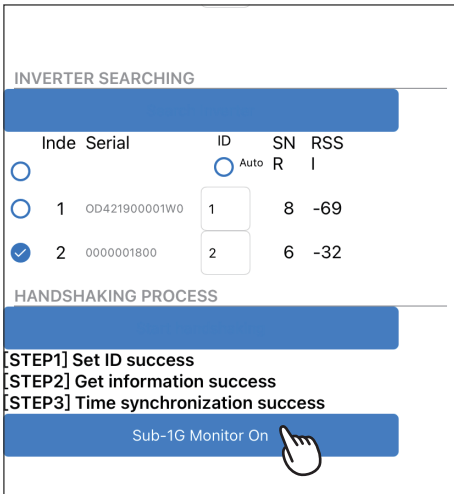 INVERTER SEARCHING
Inde Serial ID SN RSS
Auto R I
1 OD421900001W0 1 8 -69
2 0000001800 2 6 -32
HANDSHAKING PROCESS
[STEP1] Set ID success
[STEP2] Get information success
[STEP3] Time synchronization success
Sub-1G Monitor On